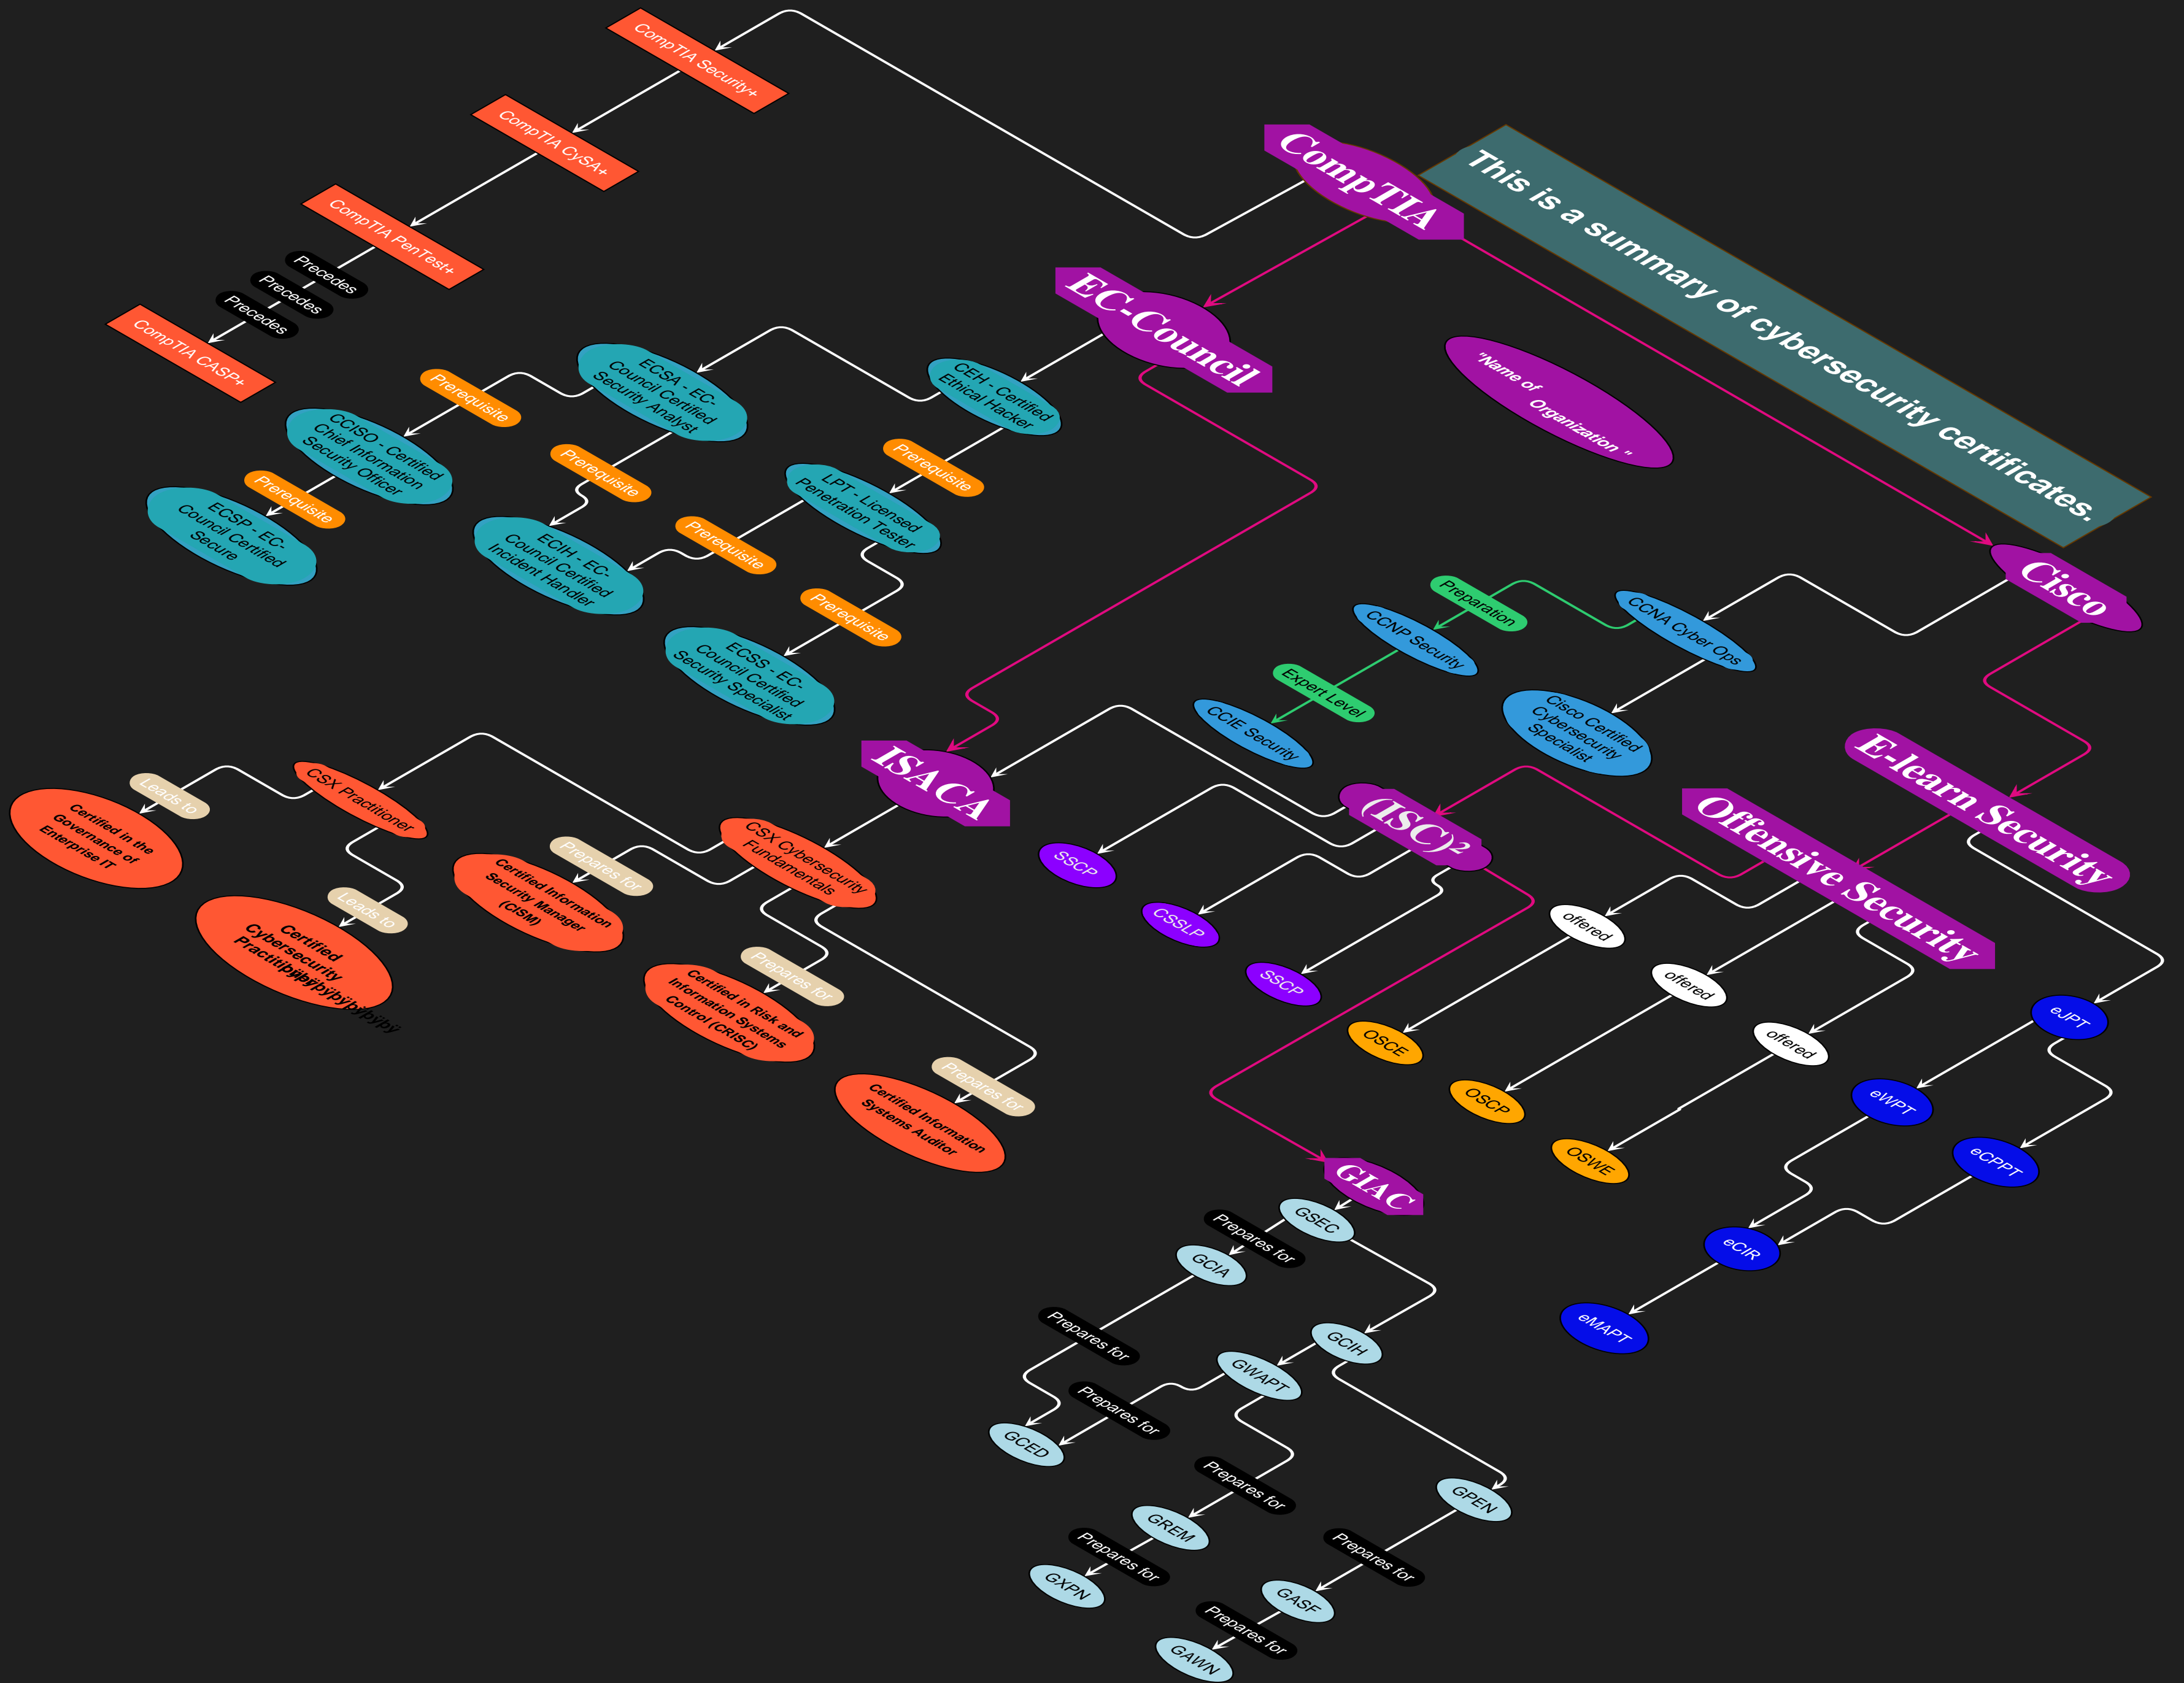 CompTIA Security+
CompTIA CySA+
CompTIA PenTest+
Precedes
Precedes
Precedes
CompTIA CASP+
CompTIA
This is a summary of cybersecurity certificates.
"Name of
Organization "
EC-Council
CEH - Certified
Ethical Hacker
ECSA - EC-
Council Certified
Security Analyst
Prerequisite
CCISO - Certified
Chief Information
Security Officer
Prerequisite
ECSP - EC-
Council Certified
Secure
Prerequisite
ECIH - EC-
Council Certified
Incident Handler
Prerequisite
LPT - Licensed
Penetration Tester
Prerequisite
Prerequisite
ECSS - EC-
Council Certified
Security Specialist
Cisco
CCNA Cyber Ops
Preparation
CCNP Security
Expert Level
CCIE Security
Cisco Certified
Cybersecurity
Specialist
ISACA
CSX Cybersecurity
Fundamentals
CSX Practitioner
Leads to
Certified in the
Governance of
Enterprise IT
Leads to
Certified
Cybersecurity
Prepares for
Certified Information
Security Manager
(CISM)
Prepares for
Certified in Risk and
Information Systems
Control (CRISC)
Prepares for
Certified Information
Systems Auditor
(ISC)²
SSCP
CSSLP
SSCP
E-learn Security
Offensive Security
offered
offered
offered
OSCE
OSCP
OSWE
eJPT
eWPT
eCPPT
eCIR
eMAPT
GIAC
GSEC
Prepares for
GCIA
Prepares for
GCIH
GWAPT
Prepares for
GCED
Prepares for
GREM
Prepares for
GXPN
GPEN
Prepares for
GASF
Prepares for
GAWN